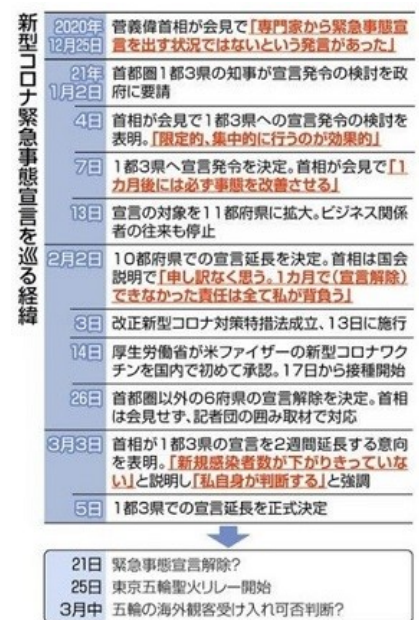 新型コロナ緊急事態宣言を巡る経緯
2020年
12月25日
菅義偉首相が会見で「専門家から緊急事態宣
言を出す状況ではないという発言があった」
21年
1月2日
首都圏1都3県の知事が宣言発令の検討を政
府に要請
4日
首相が会見で1都3県への宣言発令の検討を
表明。「限定的、集中的に行うのが効果的」
7日
1都3県へ宣言発令を決定。首相が会見で「1
カ月後には必ず事態を改善させる」
13日
宣言の対象を11都府県に拡大。ビジネス関係
者の往来も停止
2月2日
10都府県での宣言延長を決定。首相は国会
説明で「申し訳なく思う。1カ月で(宣言解除)
できなかった責任は全て私が背負う」
3日
改正新型コロナ対策特措法成立、13日に施行
14日
厚生労働省が米ファイザーの新型コロナワク
チンを国内で初めて承認。17日から接種開始
26日
首都圏以外の6府県の宣言解除を決定。首相
は会見せず、記者団の囲み取材で対応
3月3日
首相が1都3県の宣言を2週間延長する意向
を表明。「新規感染者数が下がりきっていな
い」と説明し「私自身が判断する」と強調
5日
1都3県での宣言延長を正式決定
21日 緊急事態宣言解除?
25日 東京五輪聖火リレー開始
3月中 五輪の海外観客受け入れ可否判断?